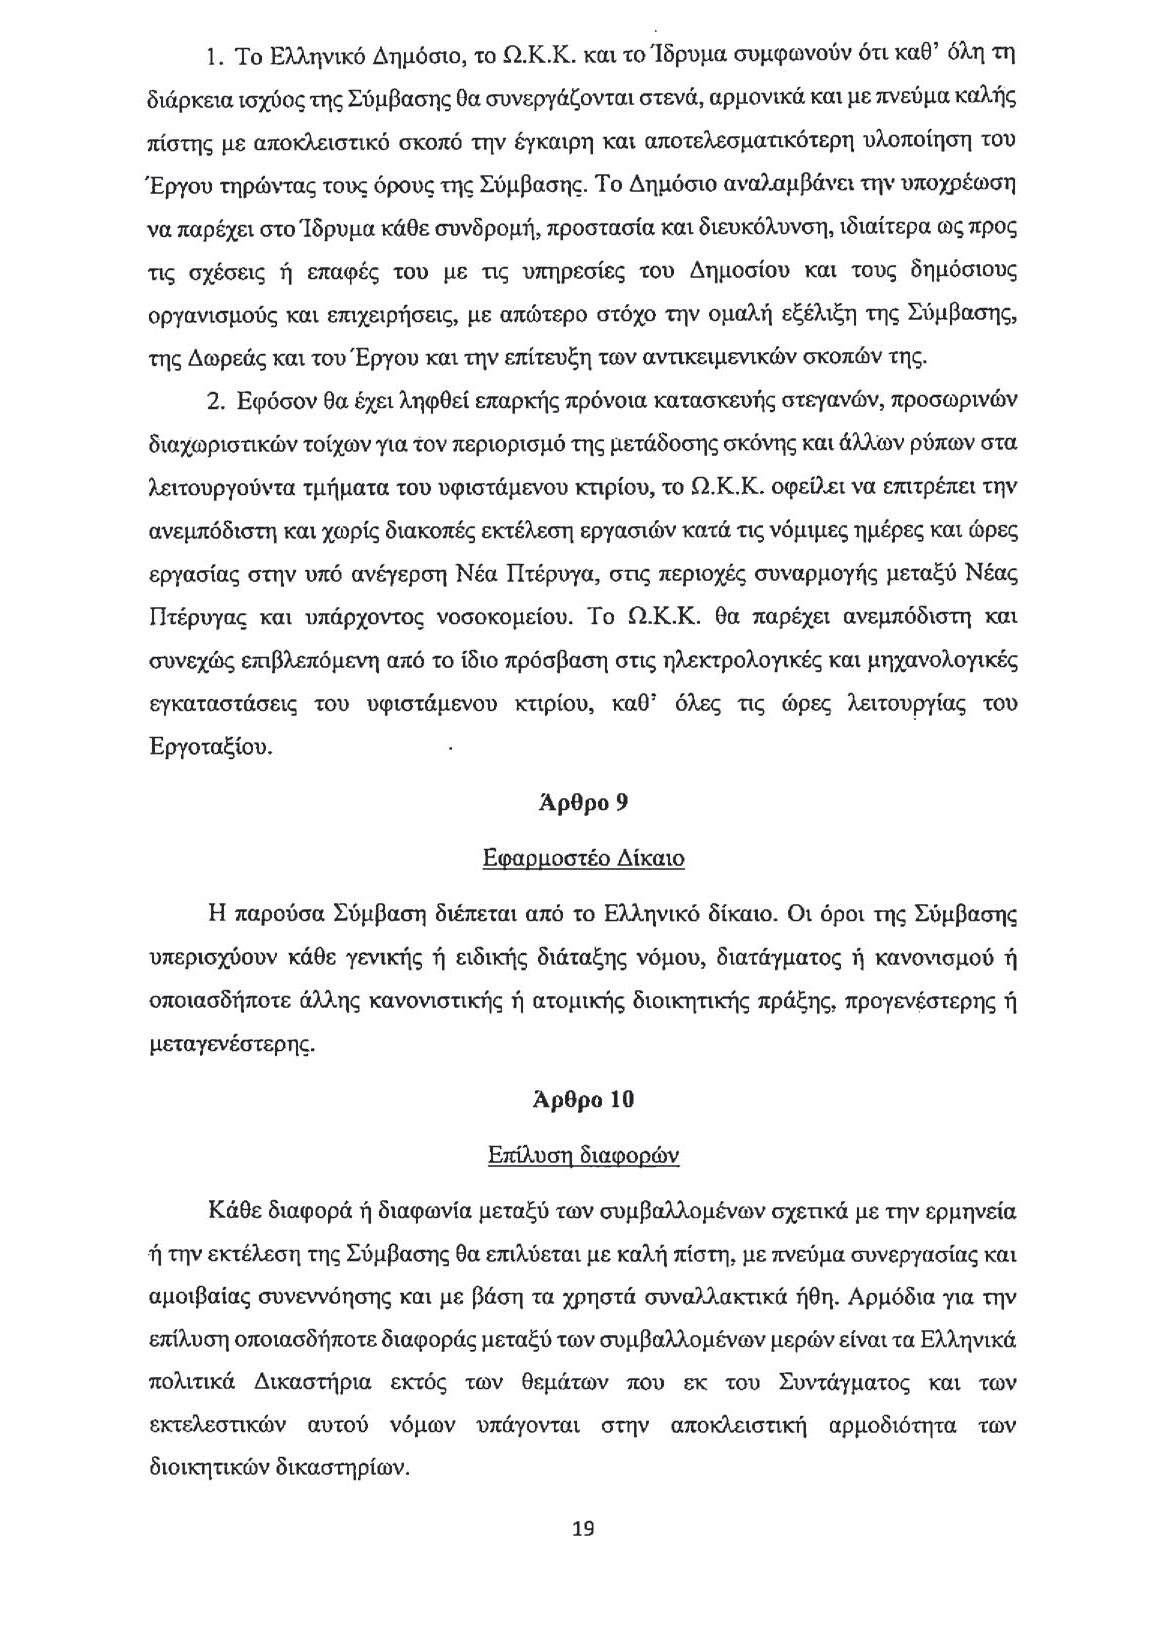 1. Το Ελληνικό Δημόσιο, το Ω.Κ.Κ. και το Ίδρυμα συμφωνούν ότι καθ’ όλη τη
διάρκεια ισχύος της Σύμβασης θα συνεργάζονται στενά, αρμονικά και με πνεύμα καλής
πίστης με αποκλειστικό σκοπό την έγκαιρη και αποτελεσματικότερη υλοποίηση του
Έργου τηρώντας τους όρους της Σύμβασης. Το Δημόσιο αναλαμβάνει την υποχρέωση
να παρέχει στο Ίδρυμα κάθε συνδρομή, προστασία και διευκόλυνση, ιδιαίτερα ως προς
τις σχέσεις ή επαφές του με τις υπηρεσίες του Δημοσίου και τους δημόσιους
οργανισμούς και επιχειρήσεις, με απώτερο στόχο την ομαλή εξέλιξη της Σύμβασης,
της Δωρεάς και του Έργου και την επίτευξη των αντικειμενικών σκοπών της.
2. Εφόσον θα έχει ληφθεί επαρκής πρόνοια κατασκευής στεγανών, προσωρινών
διαχωριστικών τοίχων για τον περιορισμό της μετάδοσης σκόνης και άλλων ρύπων στα
λειτουργούντα τμήματα του υφιστάμενου κτιρίου, το Ω.Κ.Κ. οφείλει να επιτρέπει την
ανεμπόδιστη και χωρίς διακοπές εκτέλεση εργασιών κατά τις νόμιμες ημέρες και ώρες
εργασίας στην υπό ανέγερση Νέα Πτέρυγα, στις περιοχές συναρμογής μεταξύ Νέας
Πτέρυγας και υπάρχοντος νοσοκομείου. Το Ω.Κ.Κ. θα παρέχει ανεμπόδιστη και
συνεχώς επιβλεπόμενη από το ίδιο πρόσβαση στις ηλεκτρολογικές και μηχανολογικές
εγκαταστάσεις του υφιστάμενου κτιρίου, καθ’ όλες τις ώρες λειτουργίας του
Εργοταξίου.
Άρθρο 9
Εφαρμοστέο Δίκαιο
Η παρούσα Σύμβαση διέπεται από το Ελληνικό δίκαιο. Οι όροι της Σύμβασης
υπερισχύουν κάθε γενικής ή ειδικής διάταξης νόμου, διατάγματος ή κανονισμού ή
οποιασδήποτε άλλης κανονιστικής ή ατομικής διοικητικής πράξης, προγενέστερης ή
μεταγενέστερης.
Άρθρο 10
Επίλυση διαφορών
Κάθε διαφορά ή διαφωνία μεταξύ των συμβαλλομένων σχετικά με την ερμηνεία
ή την εκτέλεση της Σύμβασης θα επιλύεται με καλή πίστη, με πνεύμα συνεργασίας και
αμοιβαίας συνεννόησης και με βάση τα χρηστά συναλλακτικά ήθη. Αρμόδια για την
επίλυση οποιασδήποτε διαφοράς μεταξύ των συμβαλλομένων μερών είναι τα Ελληνικά
πολιτικά Δικαστήρια εκτός των θεμάτων που εκ του Συντάγματος και των
εκτελεστικών αυτού νόμων υπάγονται στην αποκλειστική αρμοδιότητα των
διοικητικών δικαστηρίων.
19